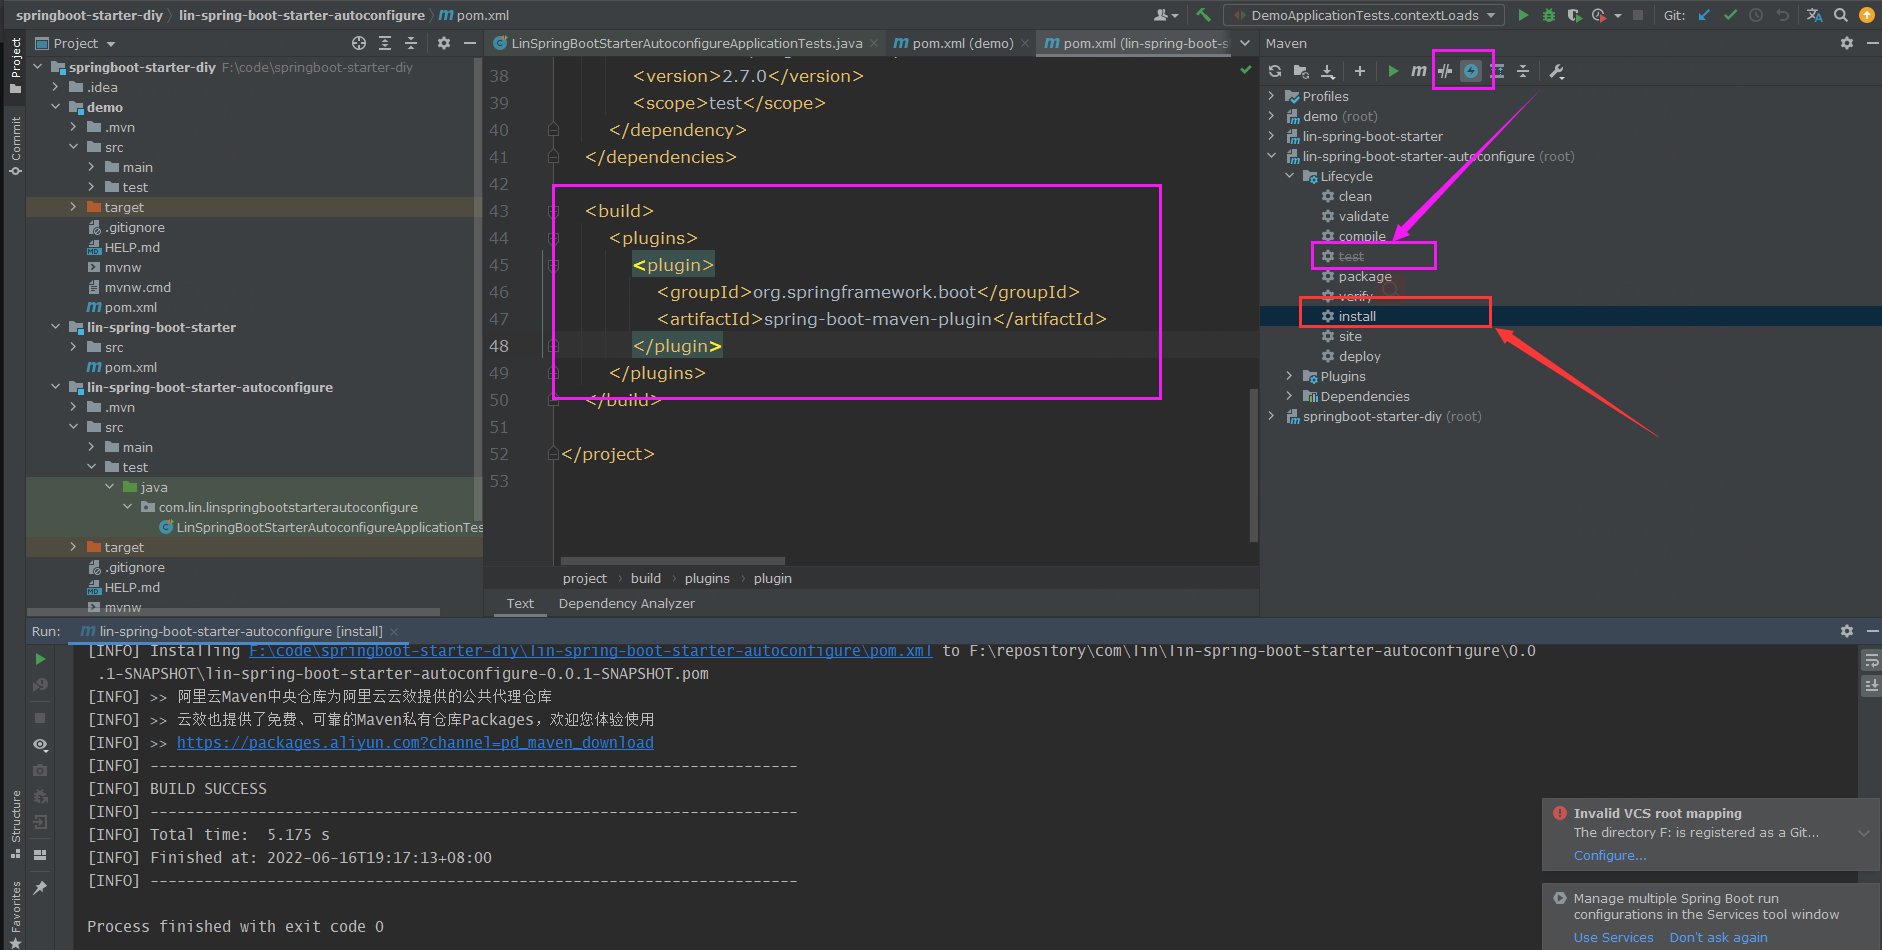 springboot-starter-diy › lin-spring-boot-starter-autoconfigure › pom.xml
DemoApplicationTests.contextLoads
Git:
Project
LinSpringBootStarterAutoconfigureApplicationTests.java
pom.xml (demo)
pom.xml (lin-spring-boot-s
Maven
Project
Commit
Structure
Favorites
springboot-starter-diy F:\code\springboot-starter-diy
.idea
demo
.mvn
src
main
test
target
.gitignore
HELP.md
mvnw
mvnw.cmd
pom.xml
lin-spring-boot-starter
src
pom.xml
lin-spring-boot-starter-autoconfigure
.mvn
src
main
test
java
com.lin.linspringbootstarterautoconfigure
LinSpringBootStarterAutoconfigureApplicationTes
target
.gitignore
HELP.md
mvnw
38 <version>2.7.0</version>
39 <scope>test</scope>
40 </dependency>
41 </dependencies>
42
43 <build>
44 <plugins>
45 <plugin>
46 <groupId>org.springframework.boot</groupId>
47 <artifactId>spring-boot-maven-plugin</artifactId>
48 </plugin>
49 </plugins>
50 </build>
51
52 </project>
53
project › build › plugins › plugin
Text
Dependency Analyzer
Profiles
demo (root)
lin-spring-boot-starter
lin-spring-boot-starter-autoconfigure (root)
Lifecycle
clean
validate
compile
test
package
verify
install
site
deploy
Plugins
Dependencies
springboot-starter-diy (root)
Run: lin-spring-boot-starter-autoconfigure [install]
[INFO] Installing F:\code\springboot-starter-diy\lin-spring-boot-starter-autoconfigure\pom.xml to F:\repository\com\lin\lin-spring-boot-starter-autoconfigure\0.0
.1-SNAPSHOT\lin-spring-boot-starter-autoconfigure-0.0.1-SNAPSHOT.pom
[INFO] >> 阿里云Maven中央仓库为阿里云云效提供的公共代理仓库
[INFO] >> 云效也提供了免费、可靠的Maven私有仓库Packages，欢迎您体验使用
[INFO] >> https://packages.aliyun.com?channel=pd_maven_download
[INFO] ------------------------------------------------------------------------
[INFO] BUILD SUCCESS
[INFO] ------------------------------------------------------------------------
[INFO] Total time:  5.175 s
[INFO] Finished at: 2022-06-16T19:17:13+08:00
[INFO] ------------------------------------------------------------------------
Process finished with exit code 0
Invalid VCS root mapping
The directory F: is registered as a Git...
Configure...
Manage multiple Spring Boot run
configurations in the Services tool window
Use Services Don't ask again